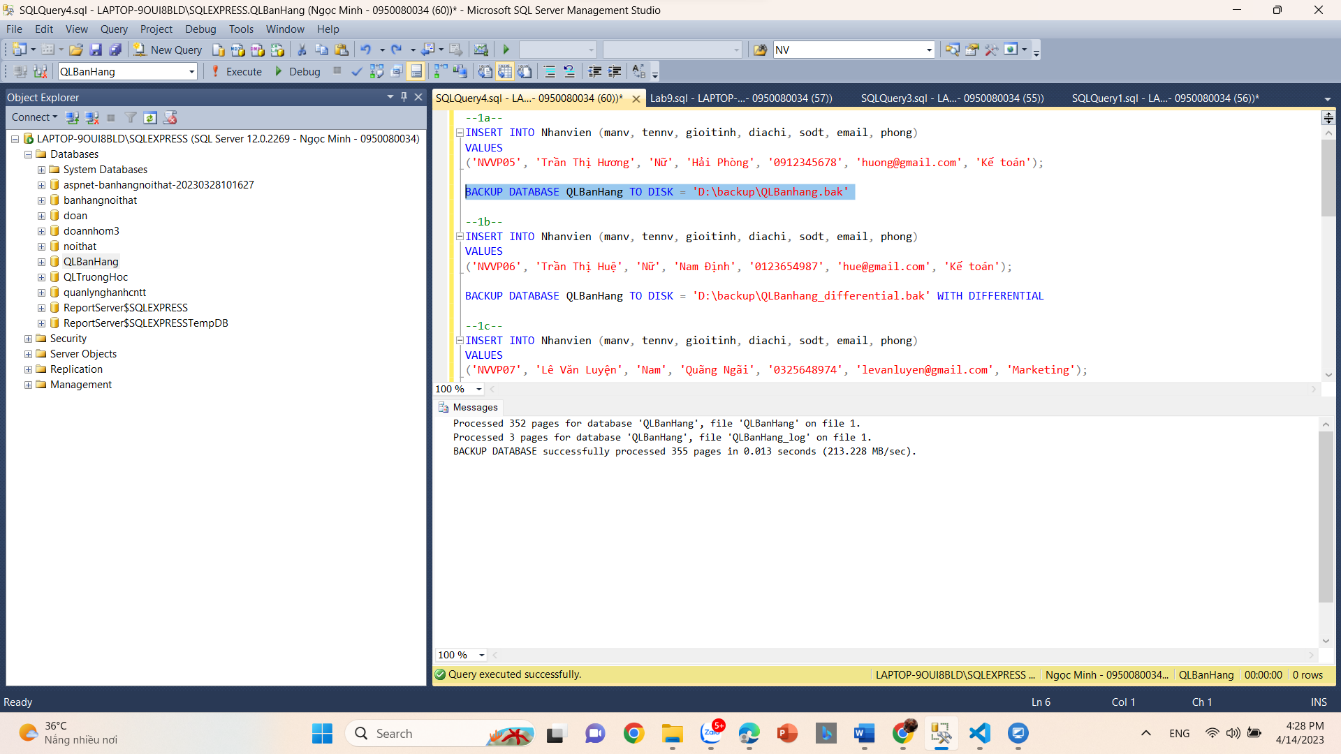 SQLQuery4.sql - LAPTOP-9OUI8BLD\SQLEXPRESS.QLBanHang (Ngọc Minh - 0950080034 (60))* - Microsoft SQL Server Management Studio
File Edit View Query Project Debug Tools Window Help
New Query NV
QLBanHang Execute Debug
Object Explorer
Connect
LAPTOP-9OUI8BLD\SQLEXPRESS (SQL Server 12.0.2269 - Ngọc Minh - 0950080034)
Databases
System Databases
aspnet-banhangnoithat-20230328101627
banhangnoithat
doan
doannhom3
noithat
QLBanHang
QLTruongHoc
quanlynghanhcntt
ReportServer$SQLEXPRESS
ReportServer$SQLEXPRESSTempDB
Security
Server Objects
Replication
Management
SQLQuery4.sql - LA...- 0950080034 (60))* Lab9.sql - LAPTOP-...- 0950080034 (57)) SQLQuery3.sql - LA...- 0950080034 (55)) SQLQuery1.sql - LA...- 0950080034 (56))*
--1a--
INSERT INTO Nhanvien (manv, tennv, gioitinh, diachi, sodt, email, phong)
VALUES
('NVVP05', 'Trần Thị Hương', 'Nữ', 'Hải Phòng', '0912345678', 'huong@gmail.com', 'Kế toán');
BACKUP DATABASE QLBanHang TO DISK = 'D:\backup\QLBanhang.bak'
--1b--
INSERT INTO Nhanvien (manv, tennv, gioitinh, diachi, sodt, email, phong)
VALUES
('NVVP06', 'Trần Thị Huệ', 'Nữ', 'Nam Định', '0123654987', 'hue@gmail.com', 'Kế toán');
BACKUP DATABASE QLBanHang TO DISK = 'D:\backup\QLBanhang_differential.bak' WITH DIFFERENTIAL
--1c--
INSERT INTO Nhanvien (manv, tennv, gioitinh, diachi, sodt, email, phong)
VALUES
('NVVP07', 'Lê Văn Luyện', 'Nam', 'Quãng Ngãi', '0325648974', 'levanluyen@gmail.com', 'Marketing');
100 %
Messages
Processed 352 pages for database 'QLBanHang', file 'QLBanHang' on file 1.
Processed 3 pages for database 'QLBanHang', file 'QLBanHang_log' on file 1.
BACKUP DATABASE successfully processed 355 pages in 0.013 seconds (213.228 MB/sec).
100 %
Query executed successfully. LAPTOP-9OUI8BLD\SQLEXPRESS ... Ngọc Minh - 0950080034... QLBanHang 00:00:00 0 rows
Ready Ln 6 Col 1 Ch 1 INS
36°C
Nắng nhiều nơi
Search
Zalo 5+
ENG
4:28 PM
4/14/2023